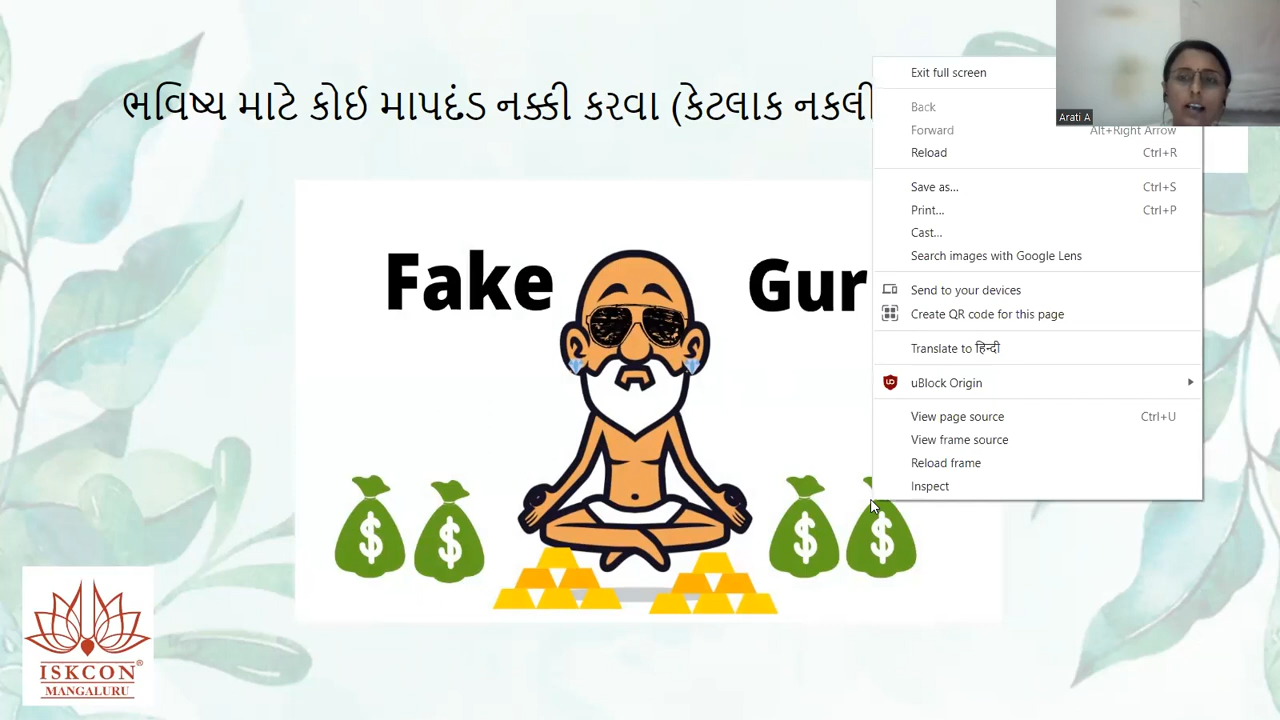 ભવિષ્ય માટે કોઈ માપદંડ નક્કી કરવા (કેટલાક નકલી
Fake
Gur
$
$
$
$
ISKCON®
MANGALURU
Arati A
Exit full screen
Back
Forward Alt+Right Arrow
Reload Ctrl+R
Save as... Ctrl+S
Print... Ctrl+P
Cast...
Search images with Google Lens
Send to your devices
Create QR code for this page
Translate to हिन्दी
uBlock Origin
View page source Ctrl+U
View frame source
Reload frame
Inspect